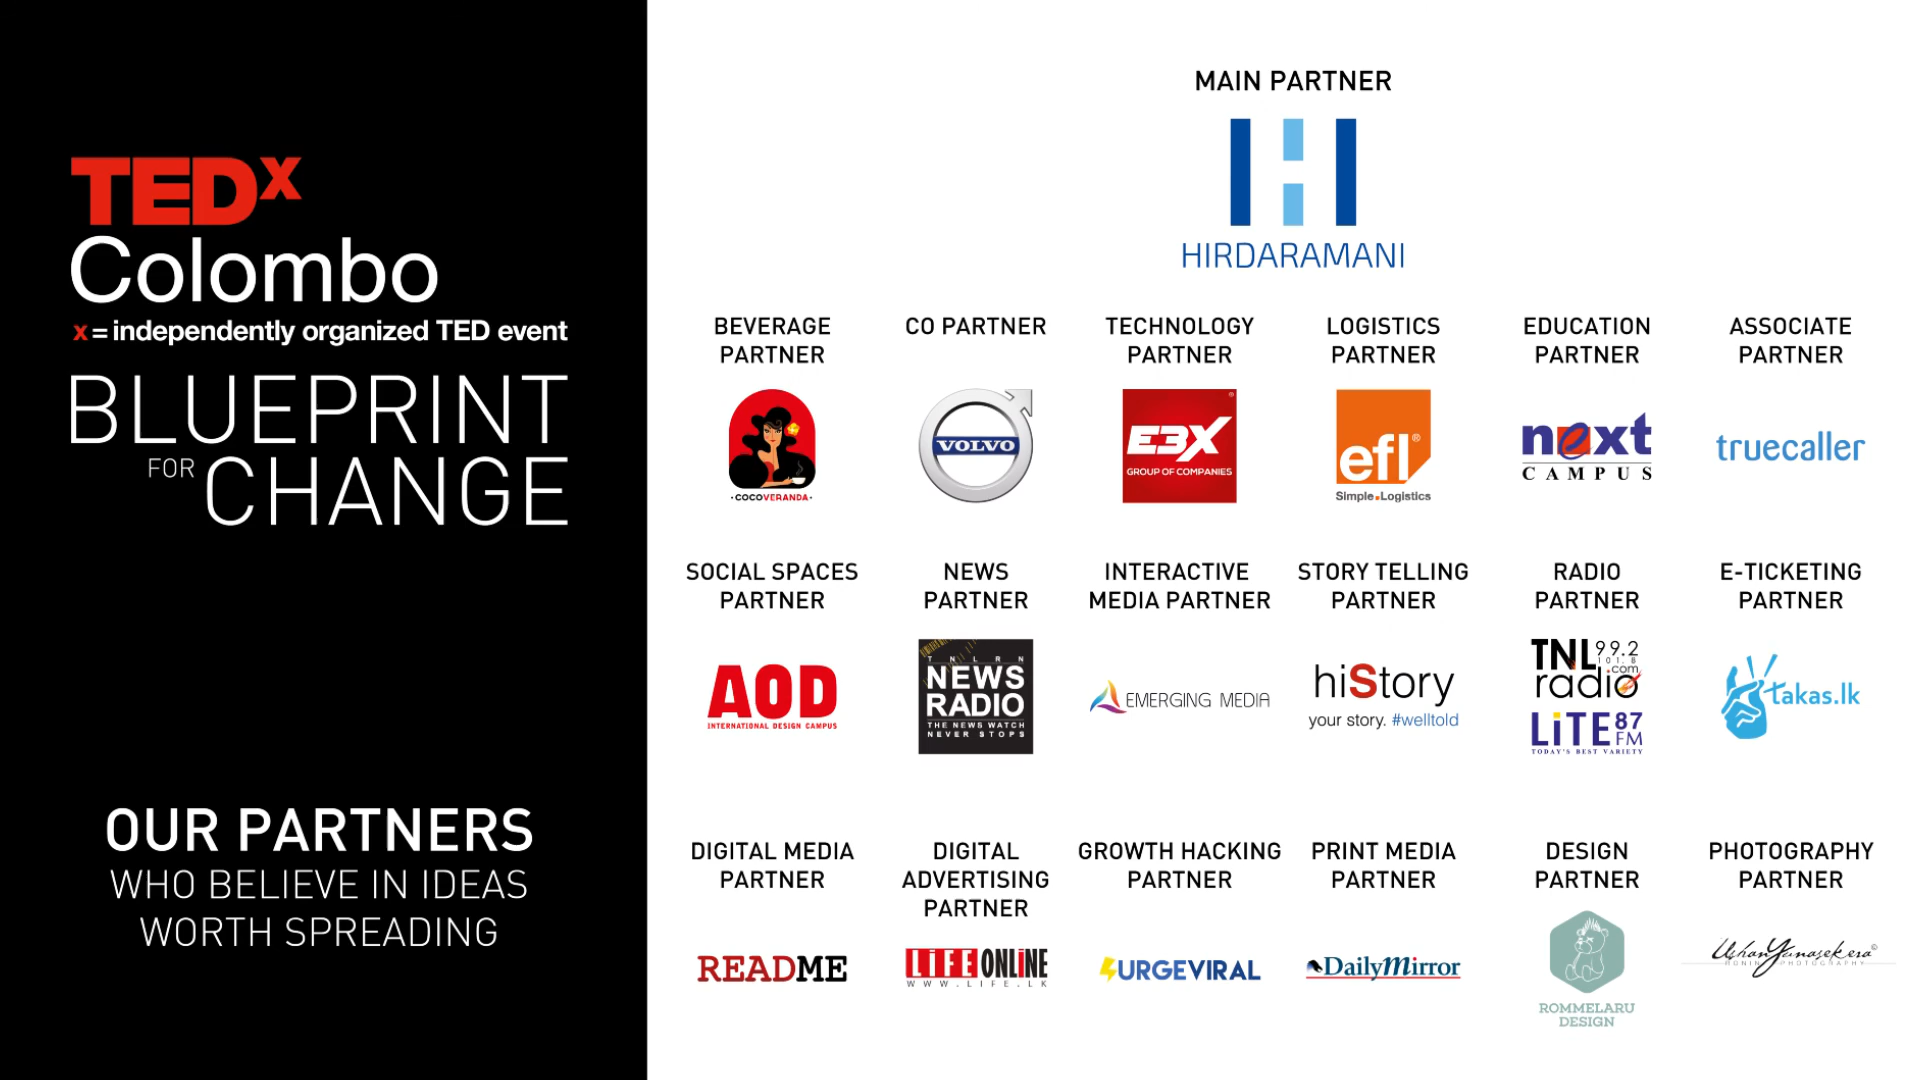 TEDx
Colombo
x = independently organized TED event
BLUEPRINT
FOR CHANGE
OUR PARTNERS
WHO BELIEVE IN IDEAS
WORTH SPREADING
MAIN PARTNER
HIRDARAMANI
BEVERAGE
PARTNER
·COCOVERANDA·
CO PARTNER
VOLVO
TECHNOLOGY
PARTNER
E3X
GROUP OF COMPANIES
LOGISTICS
PARTNER
efl®
Simple.Logistics
EDUCATION
PARTNER
next
CAMPUS
ASSOCIATE
PARTNER
truecaller
SOCIAL SPACES
PARTNER
AOD
INTERNATIONAL DESIGN CAMPUS
NEWS
PARTNER
TNLRN
NEWS
RADIO
THE NEWS WATCH
NEVER STOPS
INTERACTIVE
MEDIA PARTNER
EMERGING MEDIA
STORY TELLING
PARTNER
hiStory
your story. #welltold
RADIO
PARTNER
TNL 99.2
101.8
.com
radio
LiTE 87
FM
TODAY'S BEST VARIETY
E-TICKETING
PARTNER
takas.lk
DIGITAL MEDIA
PARTNER
README
DIGITAL
ADVERTISING
PARTNER
LiFE ONLiNE
WWW.LIFE.LK
GROWTH HACKING
PARTNER
SURGEVIRAL
PRINT MEDIA
PARTNER
DailyMirror
DESIGN
PARTNER
ROMMELARU
DESIGN
PHOTOGRAPHY
PARTNER
RONIN PHOTOGRAPHY